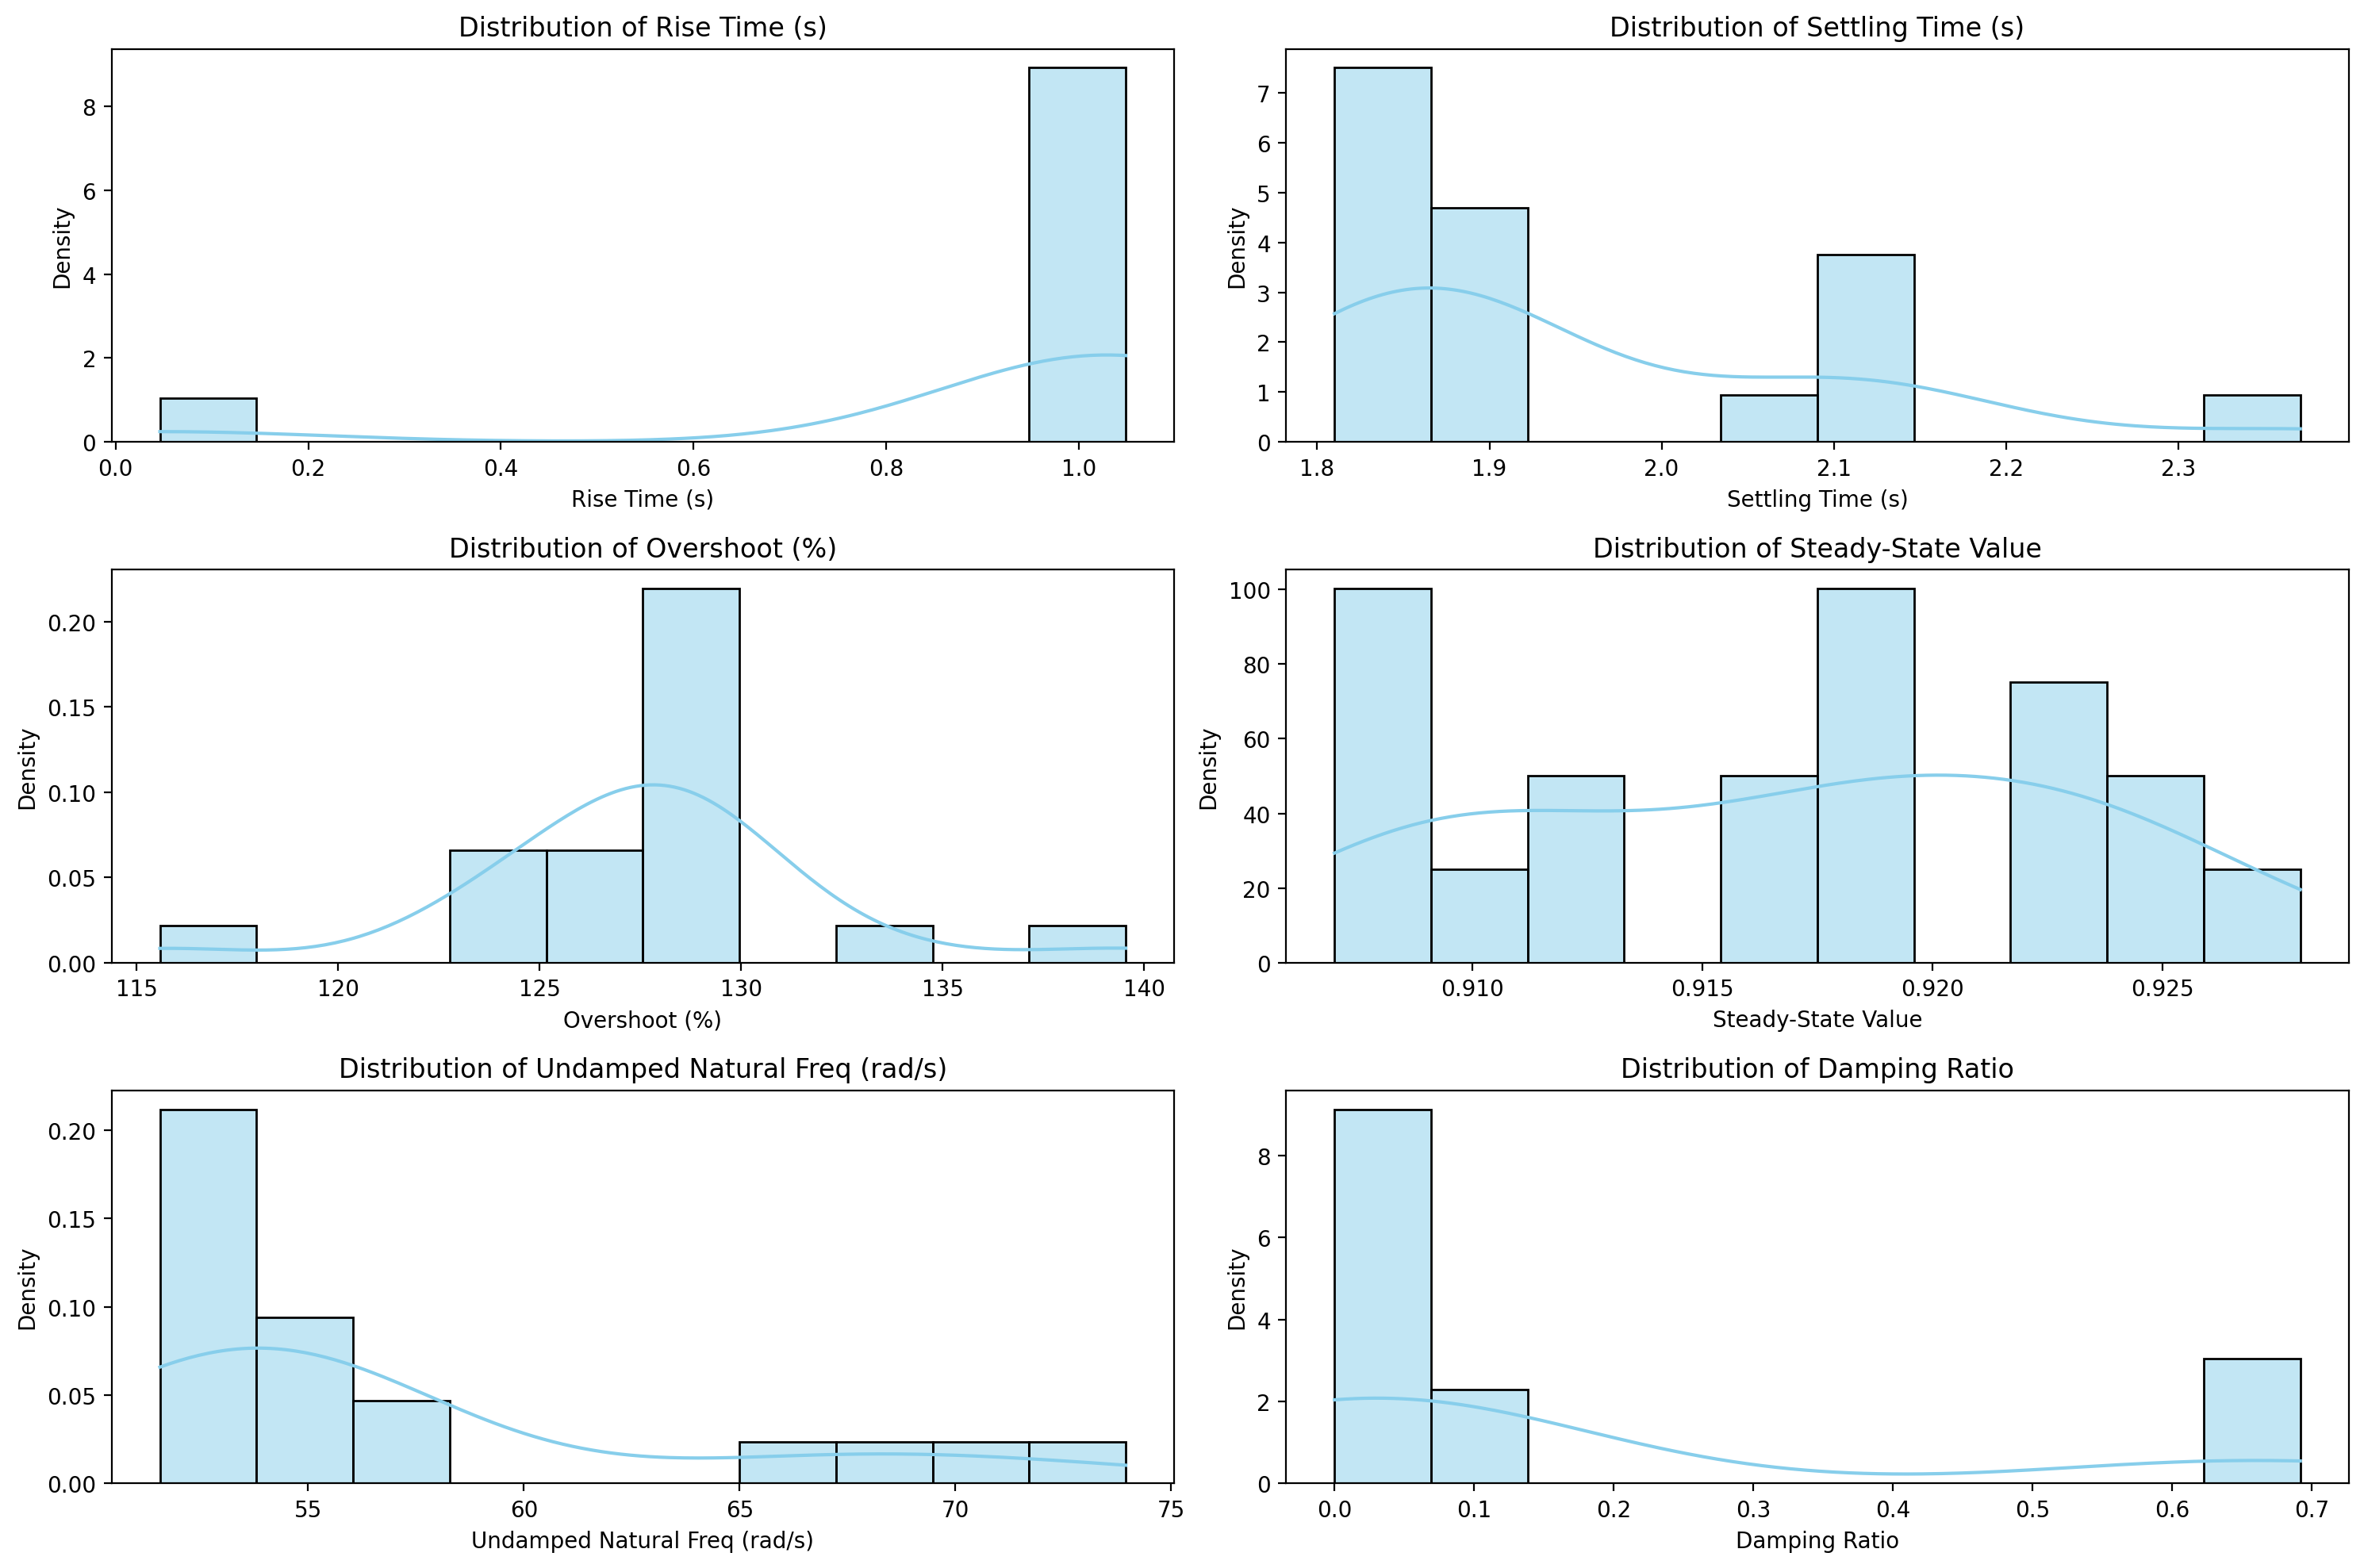 Distribution of Rise Time (s)
Density
8
6
4
2
0
0.0 0.2 0.4 0.6 0.8 1.0
Rise Time (s)
Distribution of Settling Time (s)
Density
7
6
5
4
3
2
1
0
1.8 1.9 2.0 2.1 2.2 2.3
Settling Time (s)
Distribution of Overshoot (%)
Density
0.20
0.15
0.10
0.05
0.00
115 120 125 130 135 140
Overshoot (%)
Distribution of Steady-State Value
Density
100
80
60
40
20
0
0.910 0.915 0.920 0.925
Steady-State Value
Distribution of Undamped Natural Freq (rad/s)
Density
0.20
0.15
0.10
0.05
0.00
55 60 65 70 75
Undamped Natural Freq (rad/s)
Distribution of Damping Ratio
Density
8
6
4
2
0
0.0 0.1 0.2 0.3 0.4 0.5 0.6 0.7
Damping Ratio